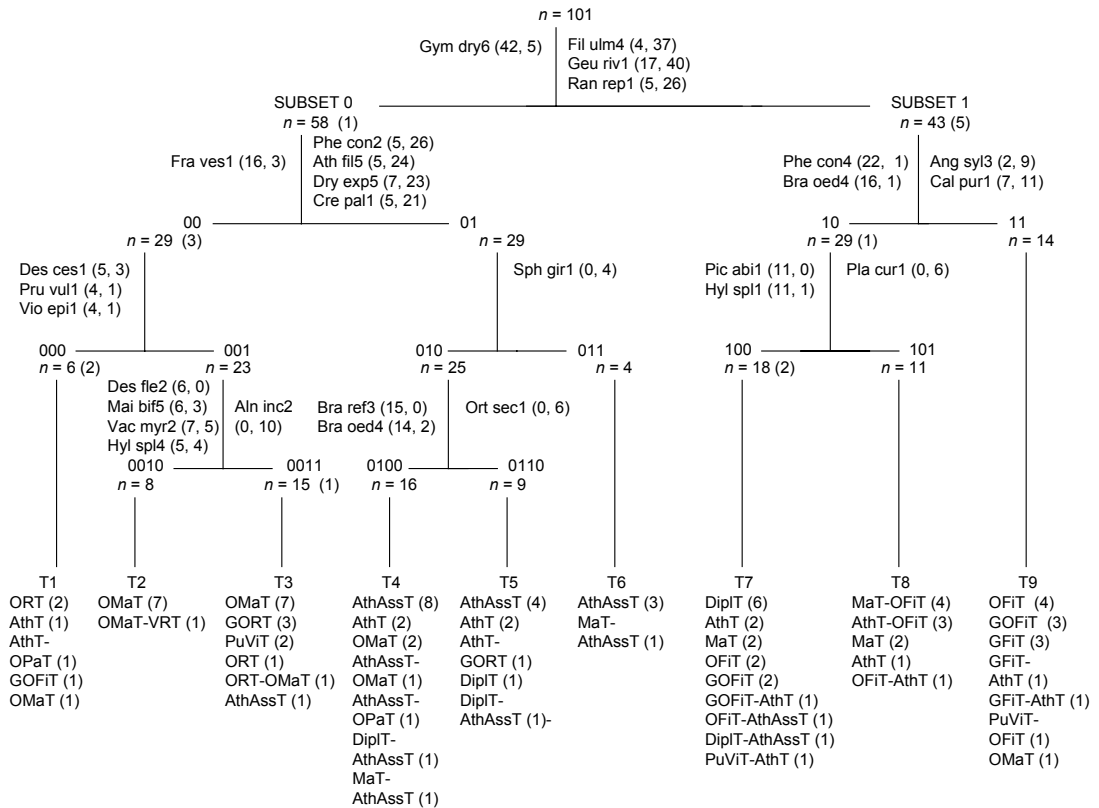 n = 101
Gym dry6 (42, 5)
Fil ulm4 (4, 37)
Geu riv1 (17, 40)
Ran rep1 (5, 26)
SUBSET 0
n = 58 (1)
SUBSET 1
n = 43 (5)
Fra ves1 (16, 3)
Phe con2 (5, 26)
Ath fil5 (5, 24)
Dry exp5 (7, 23)
Cre pal1 (5, 21)
Phe con4 (22, 1)
Bra oed4 (16, 1)
Ang syl3 (2, 9)
Cal pur1 (7, 11)
00
n = 29 (3)
01
n = 29
10
n = 29 (1)
11
n = 14
Des ces1 (5, 3)
Pru vul1 (4, 1)
Vio epi1 (4, 1)
Sph gir1 (0, 4)
Pic abi1 (11, 0)
Hyl spl1 (11, 1)
Pla cur1 (0, 6)
000
n = 6 (2)
001
n = 23
010
n = 25
011
n = 4
100
n = 18 (2)
101
n = 11
Des fle2 (6, 0)
Mai bif5 (6, 3)
Vac myr2 (7, 5)
Hyl spl4 (5, 4)
Aln inc2
(0, 10)
Bra ref3 (15, 0)
Bra oed4 (14, 2)
Ort sec1 (0, 6)
0010
n = 8
0011
n = 15 (1)
0100
n = 16
0110
n = 9
T1
ORT (2)
AthT (1)
AthT-
OPaT (1)
GOFiT (1)
OMaT (1)
T2
OMaT (7)
OMaT-VRT (1)
T3
OMaT (7)
GORT (3)
PuViT (2)
ORT (1)
ORT-OMaT (1)
AthAssT (1)
T4
AthAssT (8)
AthT (2)
OMaT (2)
AthAssT-
OMaT (1)
AthAssT-
OPaT (1)
DiplT-
AthAssT (1)
MaT-
AthAssT (1)
T5
AthAssT (4)
AthT (2)
AthT-
GORT (1)
DiplT (1)
DiplT-
AthAssT (1)-
T6
AthAssT (3)
MaT-
AthAssT (1)
T7
DiplT (6)
AthT (2)
MaT (2)
OFiT (2)
GOFiT (2)
GOFiT-AthT (1)
OFiT-AthAssT (1)
DiplT-AthAssT (1)
PuViT-AthT (1)
T8
MaT-OFiT (4)
AthT-OFiT (3)
MaT (2)
AthT (1)
OFiT-AthT (1)
T9
OFiT (4)
GOFiT (3)
GFiT (3)
GFiT-
AthT (1)
GFiT-AthT (1)
PuViT-
OFiT (1)
OMaT (1)